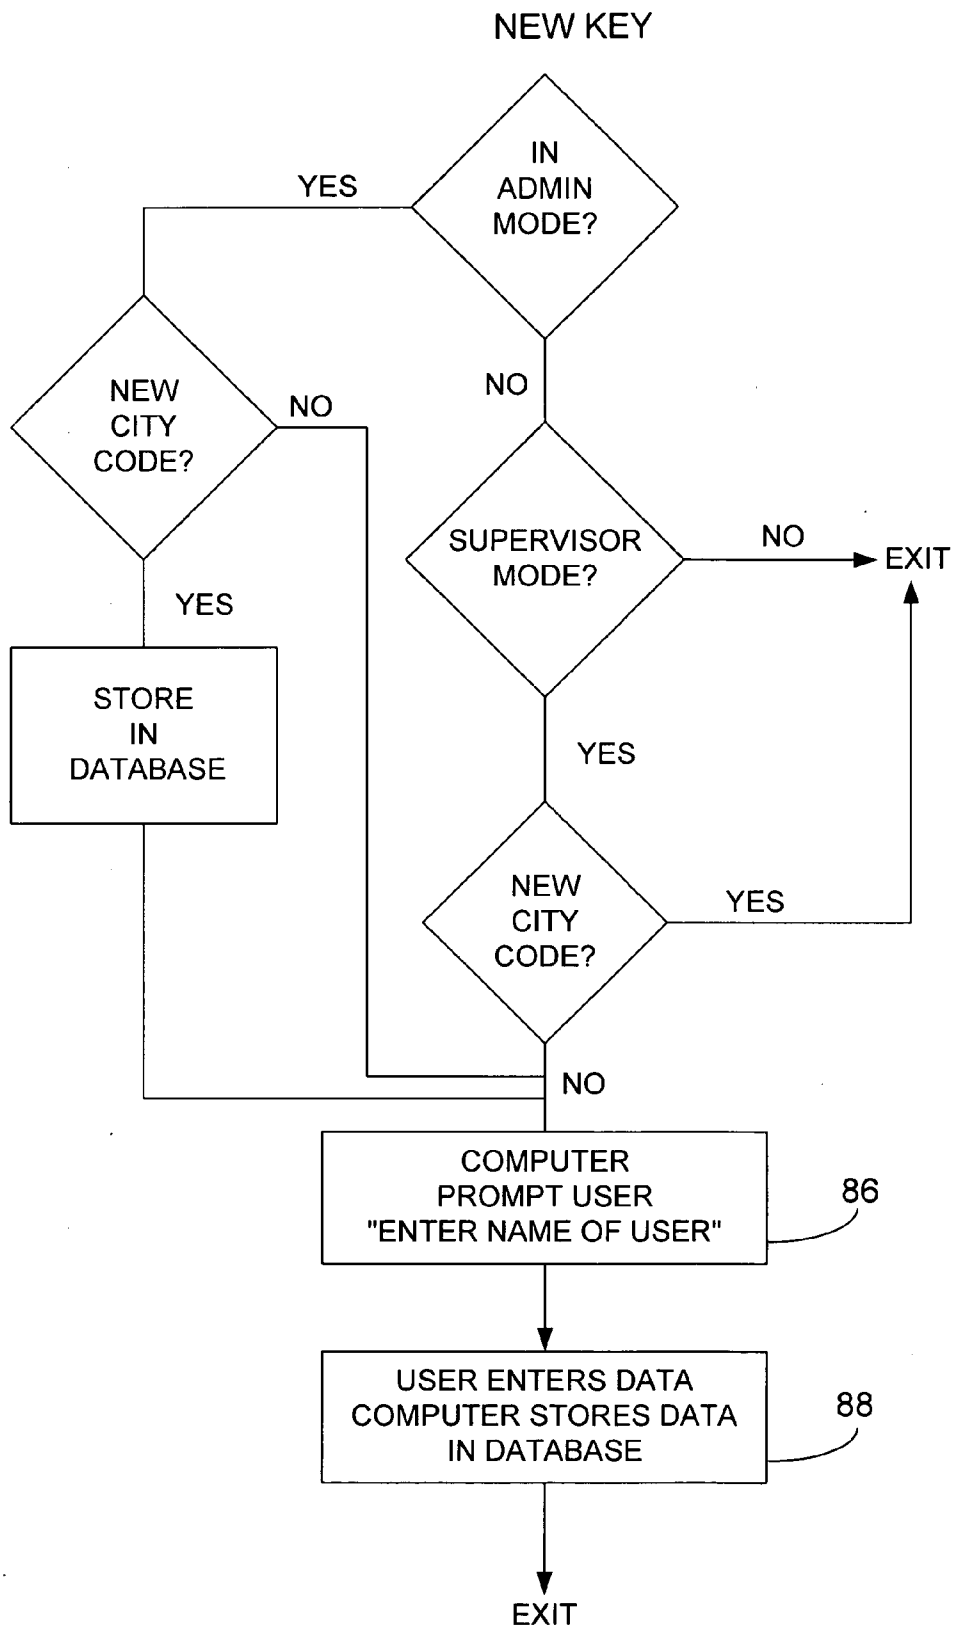 NEW KEY
IN
ADMIN
MODE?
YES
NO
NEW
CITY
CODE?
NO
YES
STORE
IN
DATABASE
SUPERVISOR
MODE?
NO
EXIT
YES
NEW
CITY
CODE?
YES
NO
COMPUTER
PROMPT USER
"ENTER NAME OF USER"
86
USER ENTERS DATA
COMPUTER STORES DATA
IN DATABASE
88
EXIT